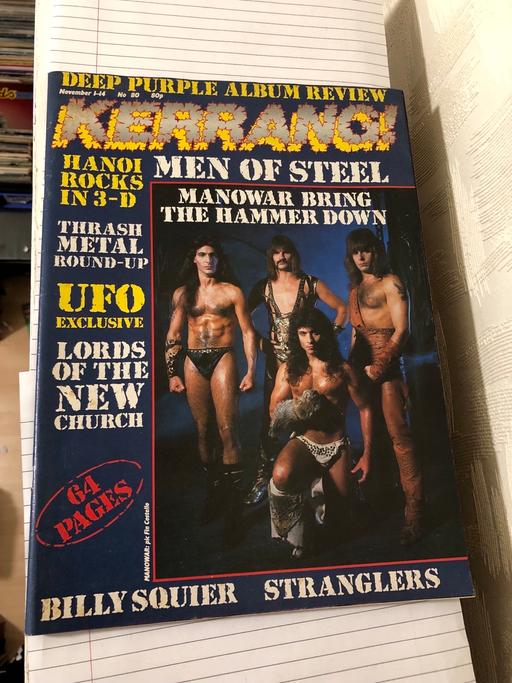 DEEP PURPLE ALBUM REVIEW
November 1-14 No 80 80p
KERRANG!
HANOI
ROCKS
IN 3-D
THRASH
METAL
ROUND-UP
UFO
EXCLUSIVE
LORDS
OF THE
NEW
CHURCH
64
PAGES
MEN OF STEEL
MANOWAR BRING
THE HAMMER DOWN
MANOWAR: pic Fin Costello
BILLY SQUIER STRANGLERS